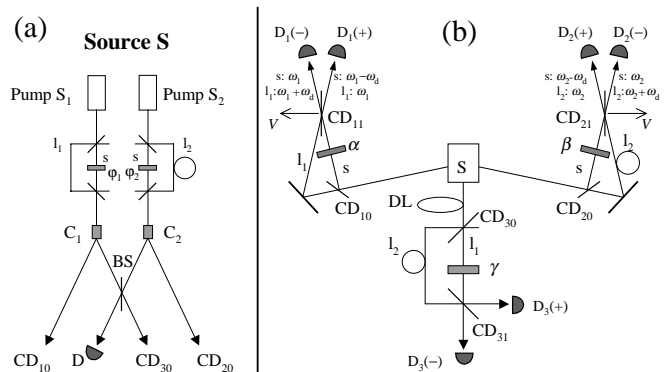 (a)
Source S
Pump S1
Pump S2
l1
l2
s
s
φ1
φ2
C1
C2
BS
CD10
D
CD30
CD20
(b)
D1(−)
D1(+)
D2(+)
D2(−)
s: ω1
s: ω1−ωd
s: ω2-ωd
s: ω2
l1:ω1+ωd
l1: ω1
l2: ω2
l2:ω2+ωd
V
CD11
CD21
V
l1
α
β
l2
s
S
s
CD10
DL
CD20
CD30
l2
l1
γ
D3(+)
CD31
D3(−)